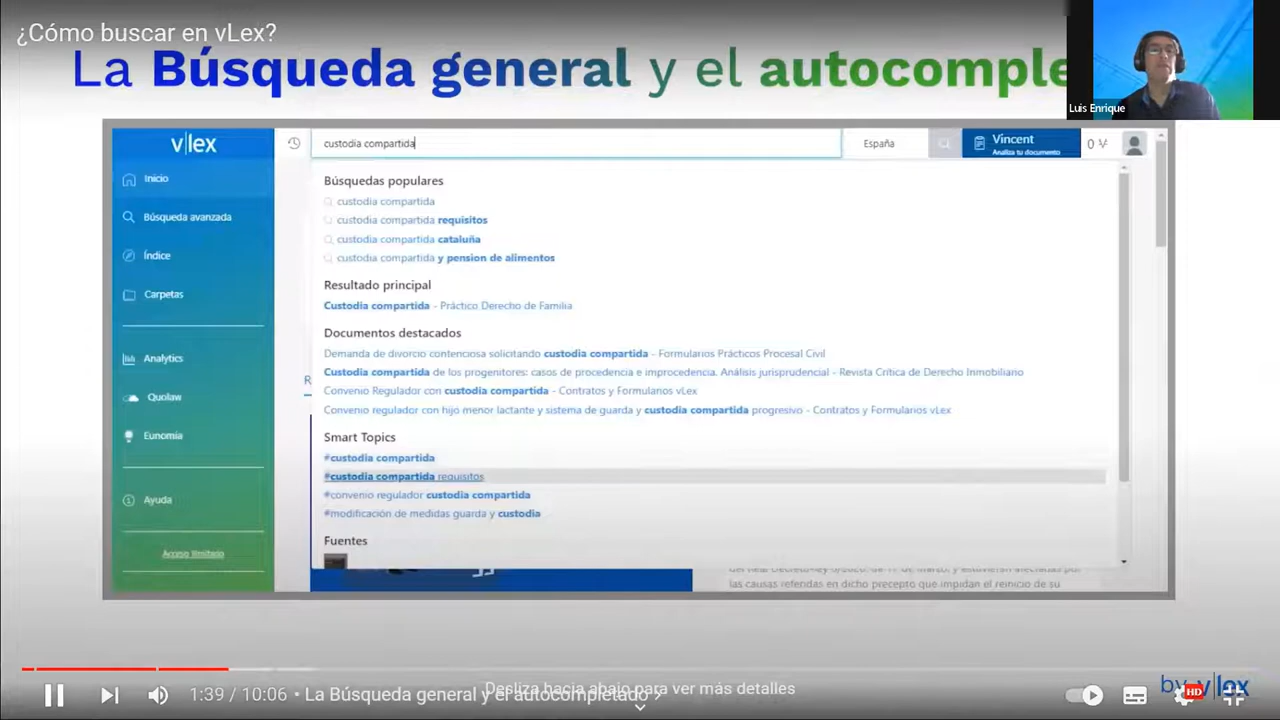 ¿Cómo buscar en vLex?
La Búsqueda general y el autocomple
Luis Enrique
v|lex
custodia compartida
España
Vincent
Analiza tu documento
0
Inicio
Búsqueda avanzada
Índice
Carpetas
Analytics
Quolaw
Eunomia
Ayuda
Acceso limitado
Búsquedas populares
custodia compartida
custodia compartida requisitos
custodia compartida cataluña
custodia compartida y pension de alimentos
Resultado principal
Custodia compartida - Práctico Derecho de Familia
Documentos destacados
Demanda de divorcio contenciosa solicitando custodia compartida - Formularios Prácticos Procesal Civil
Custodia compartida de los progenitores: casos de procedencia e improcedencia. Análisis jurisprudencial - Revista Crítica de Derecho Inmobiliario
Convenio Regulador con custodia compartida - Contratos y Formularios vLex
Convenio regulador con hijo menor lactante y sistema de guarda y custodia compartida progresivo - Contratos y Formularios vLex
Smart Topics
#custodia compartida
#custodia compartida requisitos
#convenio regulador custodia compartida
#modificación de medidas guarda y custodia
Fuentes
R
las causas referidas en dicho precepto que impidan el reinicio de su
1:39 / 10:06 • La Búsqueda general y el autocompletado
Desliza hacia abajo para ver más detalles
by v|lex
HD